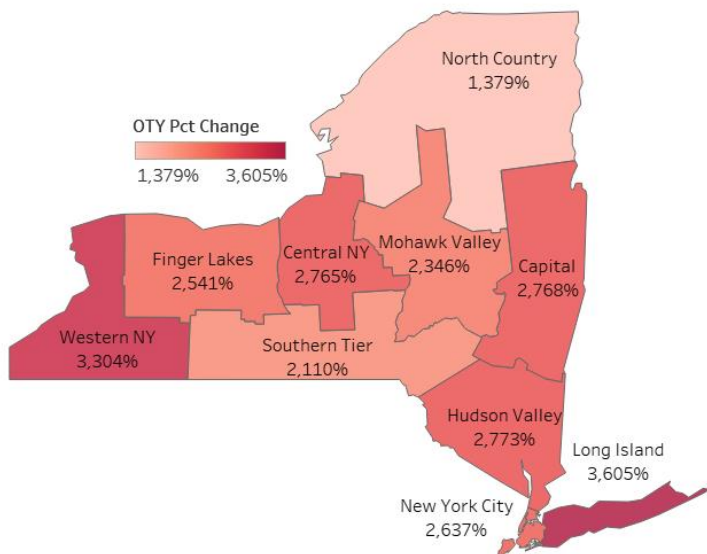 North Country
1,379%
OTY Pct Change
1,379%
3,605%
Finger Lakes
2,541%
Central NY
2,765%
Mohawk Valley
2,346%
Capital
2,768%
Western NY
3,304%
Southern Tier
2,110%
Hudson Valley
2,773%
Long Island
3,605%
New York City
2,637%